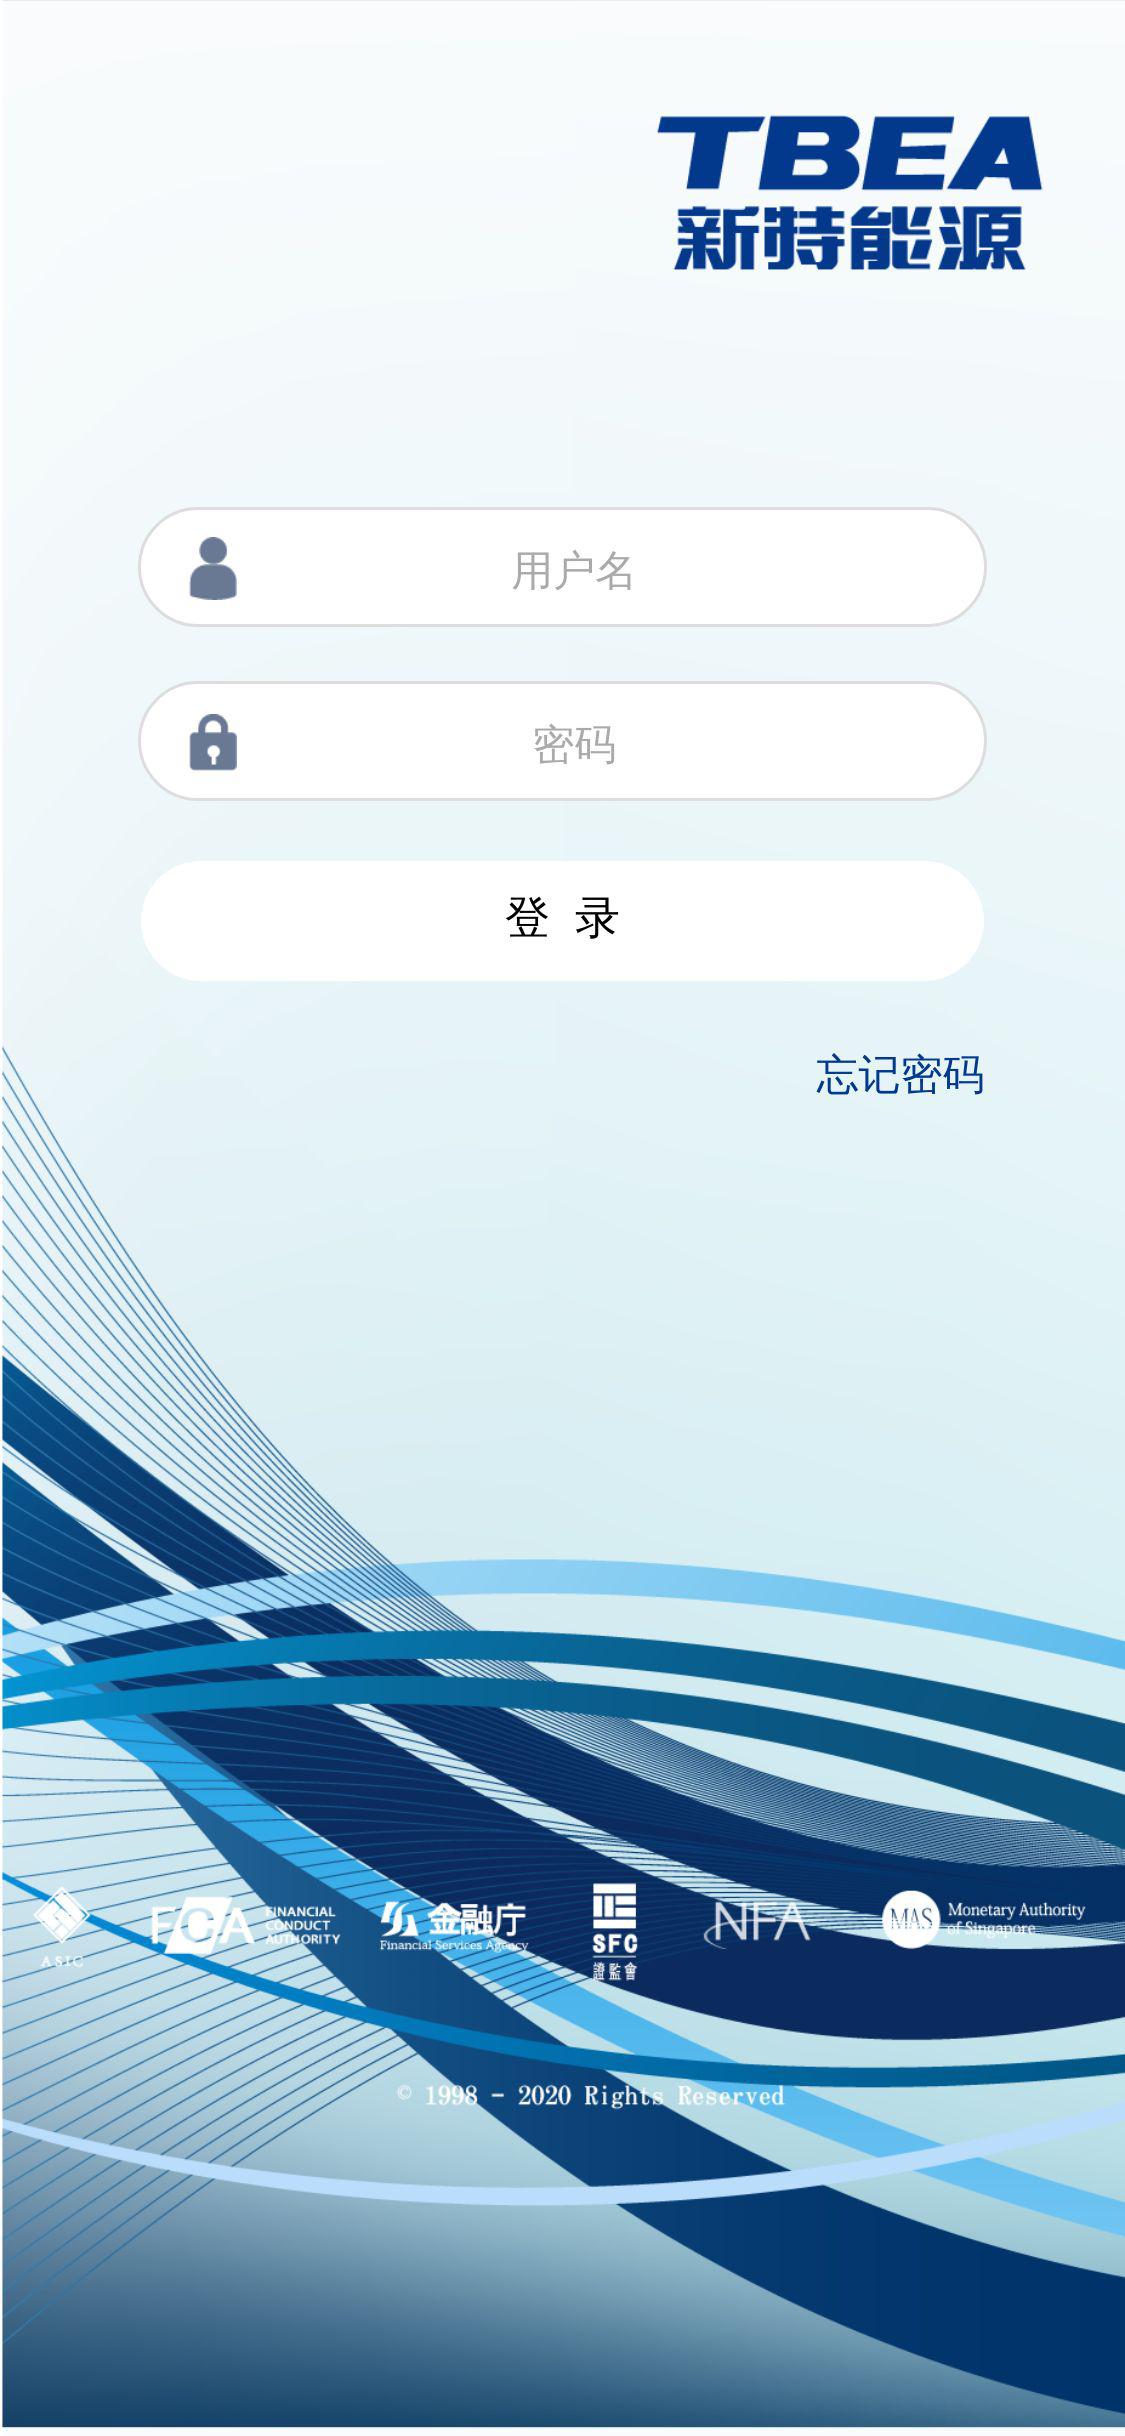 TBEA
新特能源
用户名
密码
登 录
忘记密码
ASIC
FCA FINANCIAL CONDUCT AUTHORITY
金融庁
Financial Services Agency
SFC
證監會
NFA
MAS Monetary Authority of Singapore
© 1998 - 2020 Rights Reserved